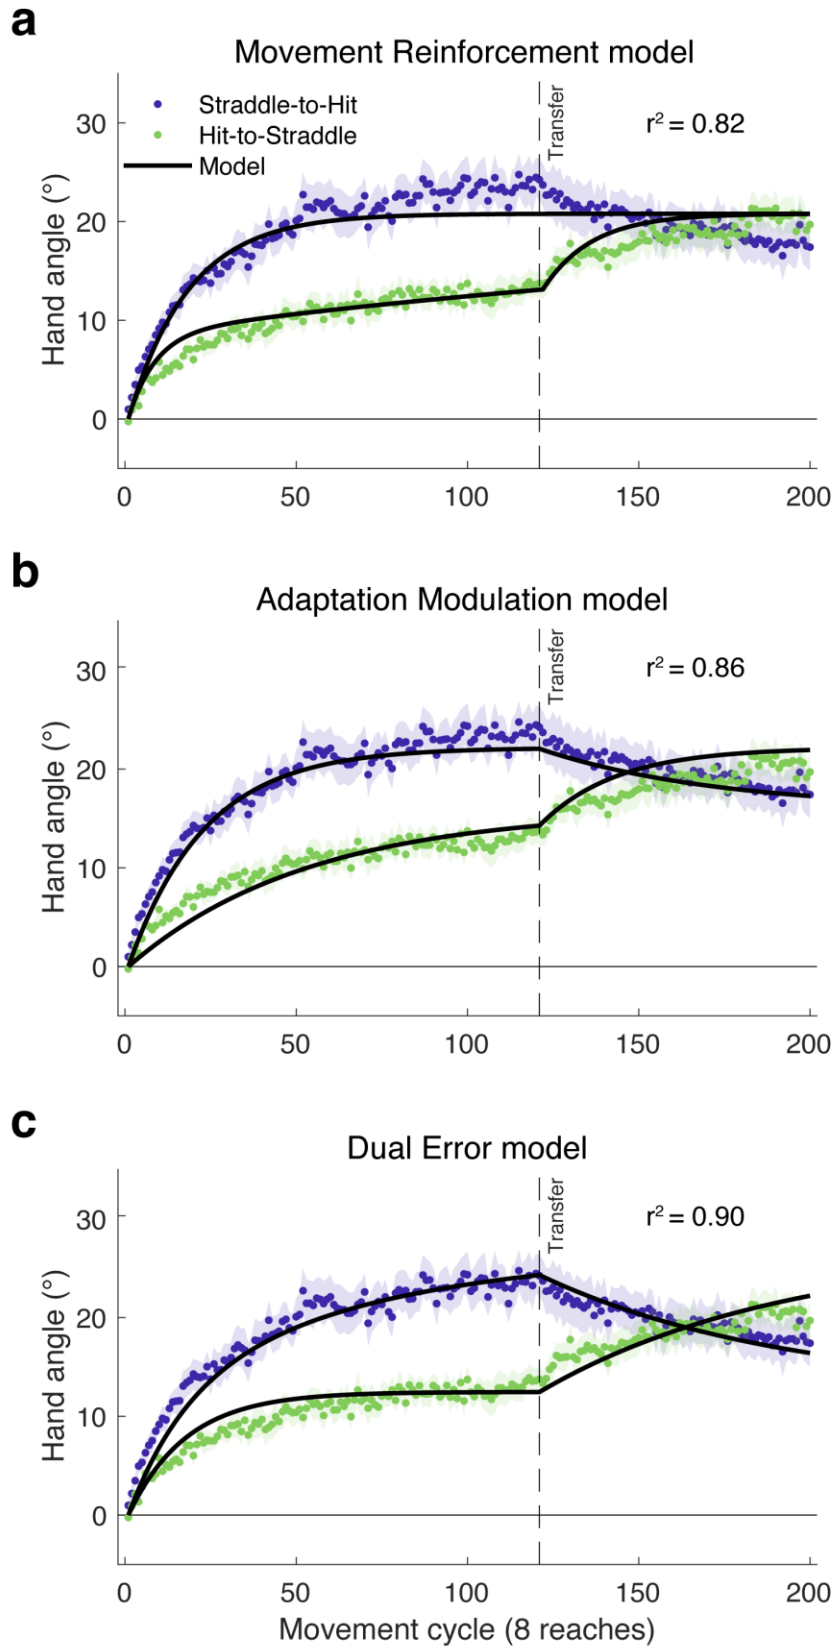 a
Movement Reinforcement model
Straddle-to-Hit
Hit-to-Straddle
Model
Transfer
r² = 0.82
Hand angle (°)
30
20
10
0
0 50 100 150 200
b
Adaptation Modulation model
Transfer
r² = 0.86
Hand angle (°)
30
20
10
0
0 50 100 150 200
c
Dual Error model
Transfer
r² = 0.90
Hand angle (°)
30
20
10
0
0 50 100 150 200
Movement cycle (8 reaches)